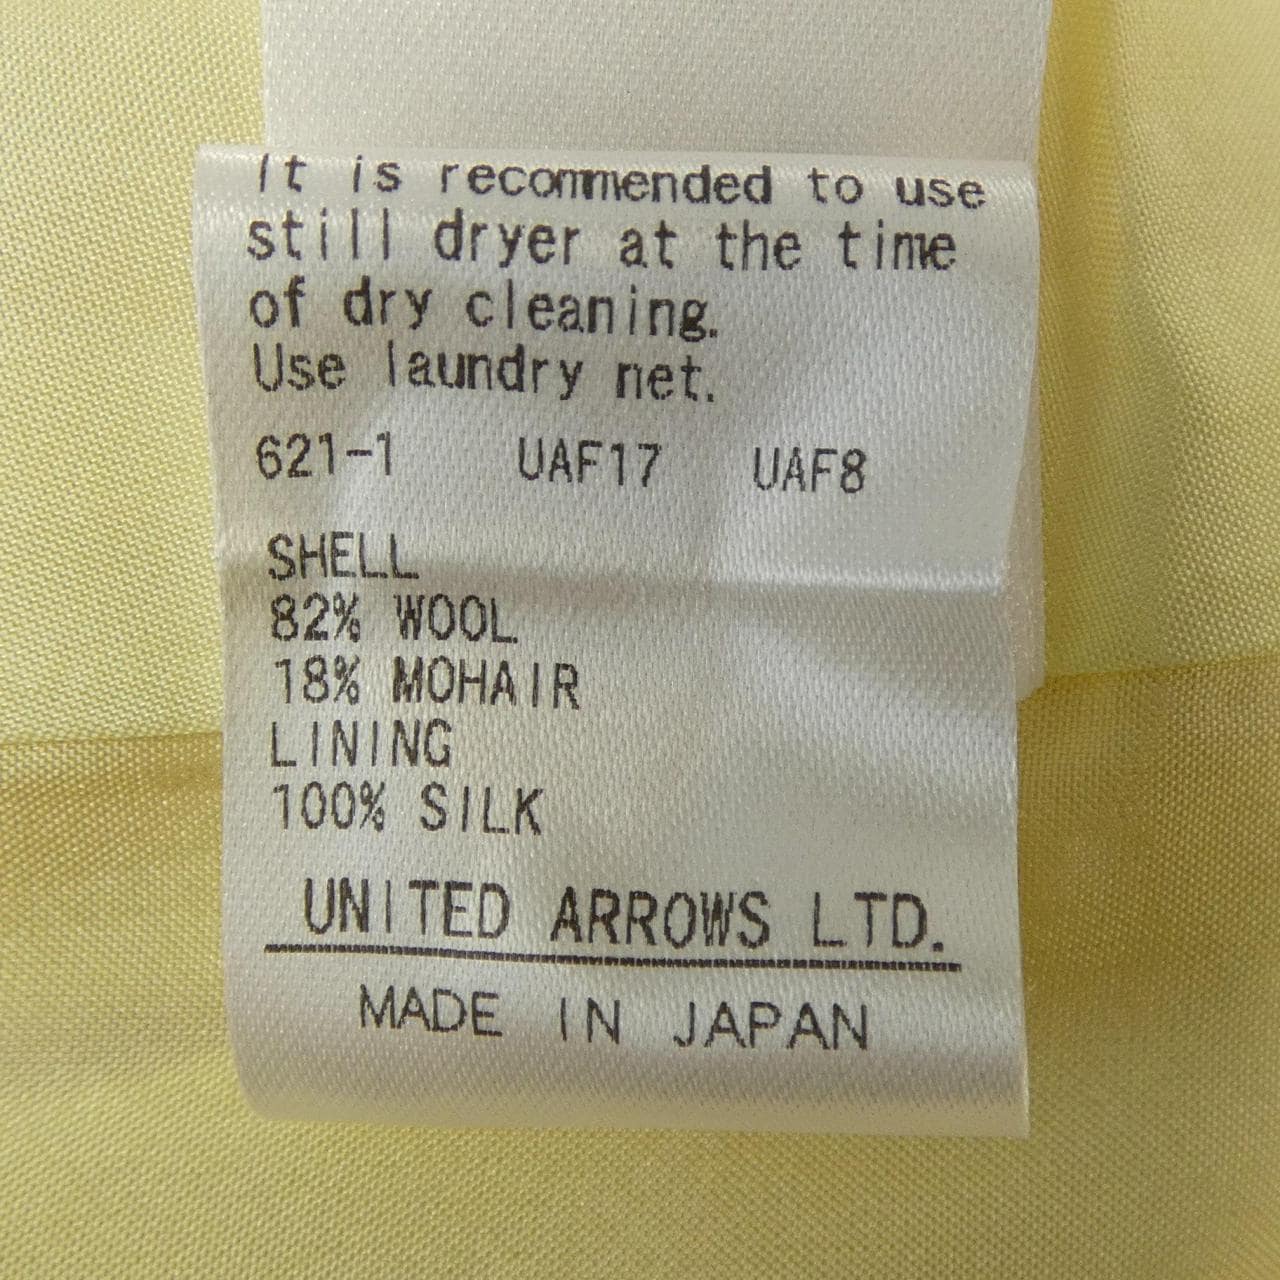 It is recommended to use
still dryer at the time
of dry cleaning.
Use laundry net.
621-1 UAF17 UAF8
SHELL
82% WOOL
18% MOHAIR
LINING
100% SILK
UNITED ARROWS LTD.
MADE IN JAPAN